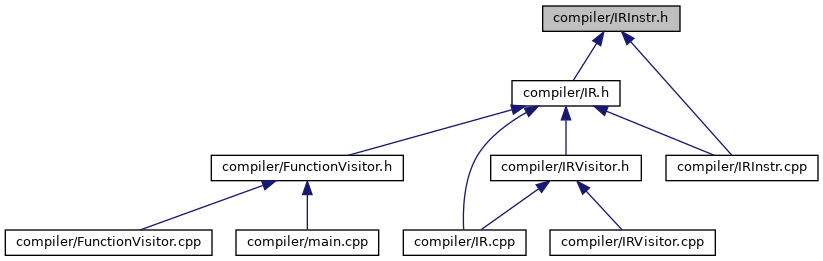 compiler/IRInstr.h
compiler/IR.h
compiler/FunctionVisitor.h
compiler/IRVisitor.h
compiler/IRInstr.cpp
compiler/FunctionVisitor.cpp
compiler/main.cpp
compiler/IR.cpp
compiler/IRVisitor.cpp